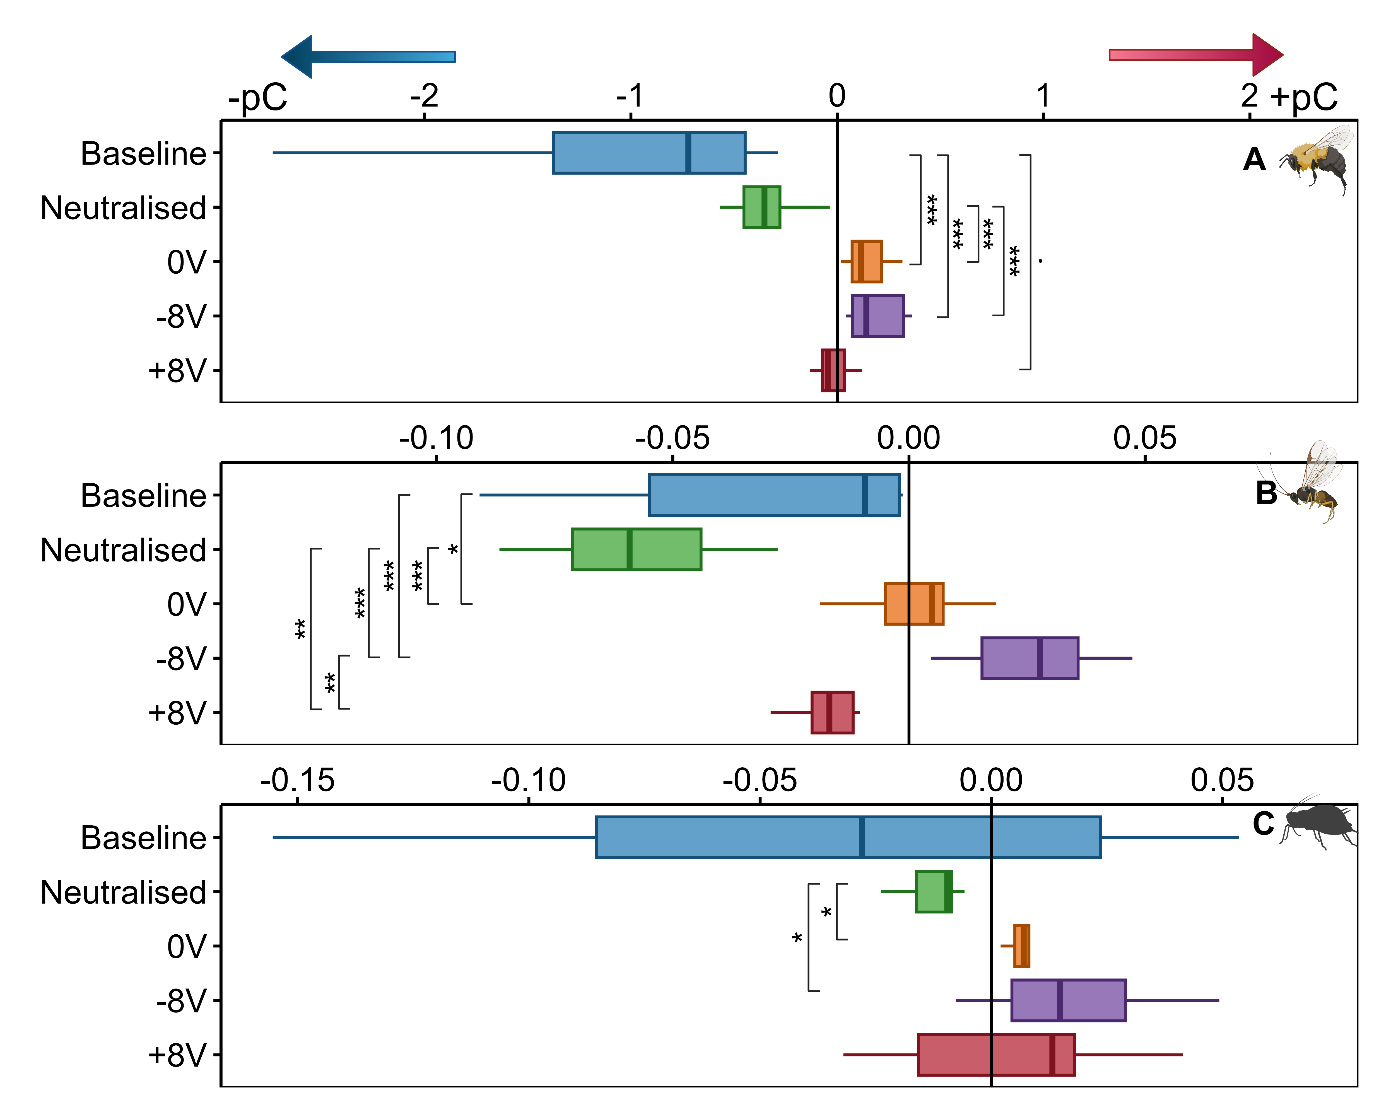 -pC -2 -1 0 1 2 +pC
Baseline
A
Neutralised
***
***
***
***
0V
-8V
+8V
-0.10 -0.05 0.00 0.05
Baseline
B
Neutralised
*
***
***
***
0V
**
-8V
**
+8V
-0.15 -0.10 -0.05 0.00 0.05
Baseline
C
Neutralised
*
*
0V
-8V
+8V